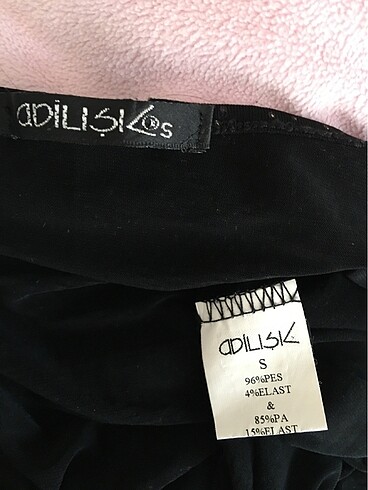 aDİLIŞIK® S
aDİLIŞIK
S
96%PES
4%ELAST
&
85%PA
15%ELAST